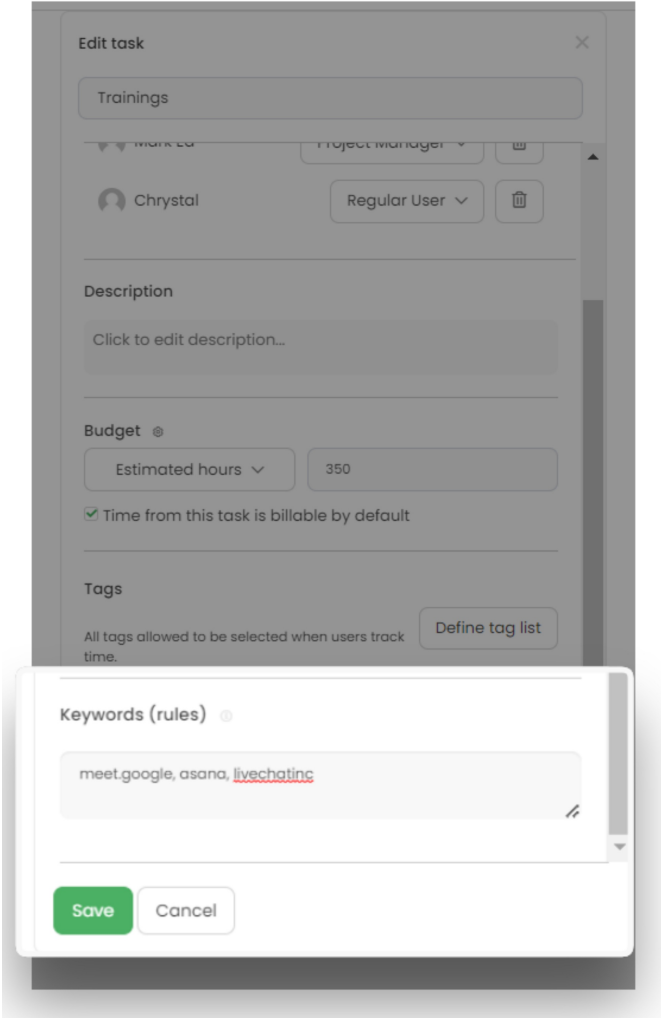 Edit task
Trainings
Mark Ed
Project Manager
Chrystal
Regular User
Description
Click to edit description...
Budget
Estimated hours
350
Time from this task is billable by default
Tags
All tags allowed to be selected when users track
time.
Define tag list
Keywords (rules)
meet.google, asana, livechatinc
Save
Cancel